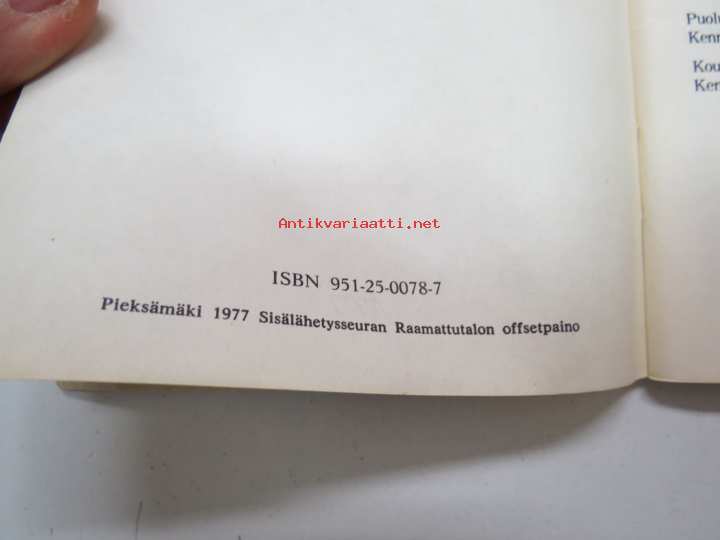 Antikvariaatti.net
ISBN 951-25-0078-7
Pieksämäki 1977 Sisälähetysseuran Raamattutalon offsetpaino